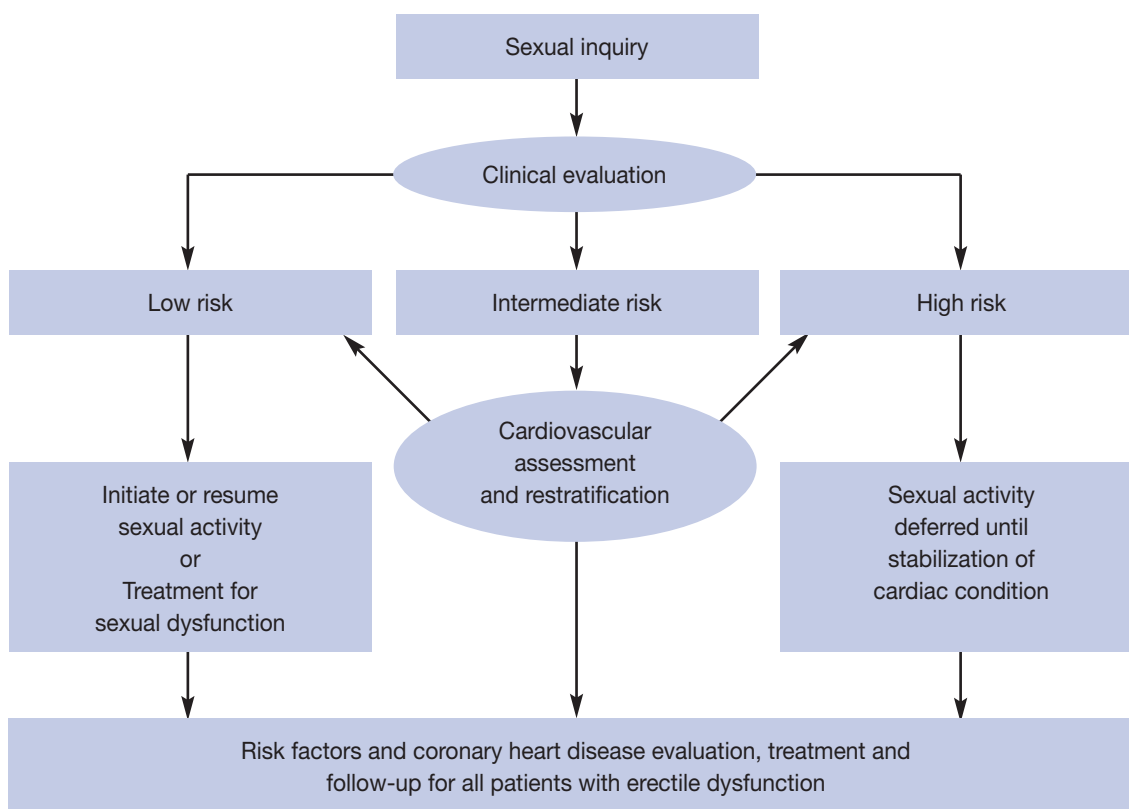 Sexual inquiry
Clinical evaluation
Low risk
Intermediate risk
High risk
Cardiovascular
assessment
and restratification
Initiate or resume
sexual activity
or
Treatment for
sexual dysfunction
Sexual activity
deferred until
stabilization of
cardiac condition
Risk factors and coronary heart disease evaluation, treatment and
follow-up for all patients with erectile dysfunction